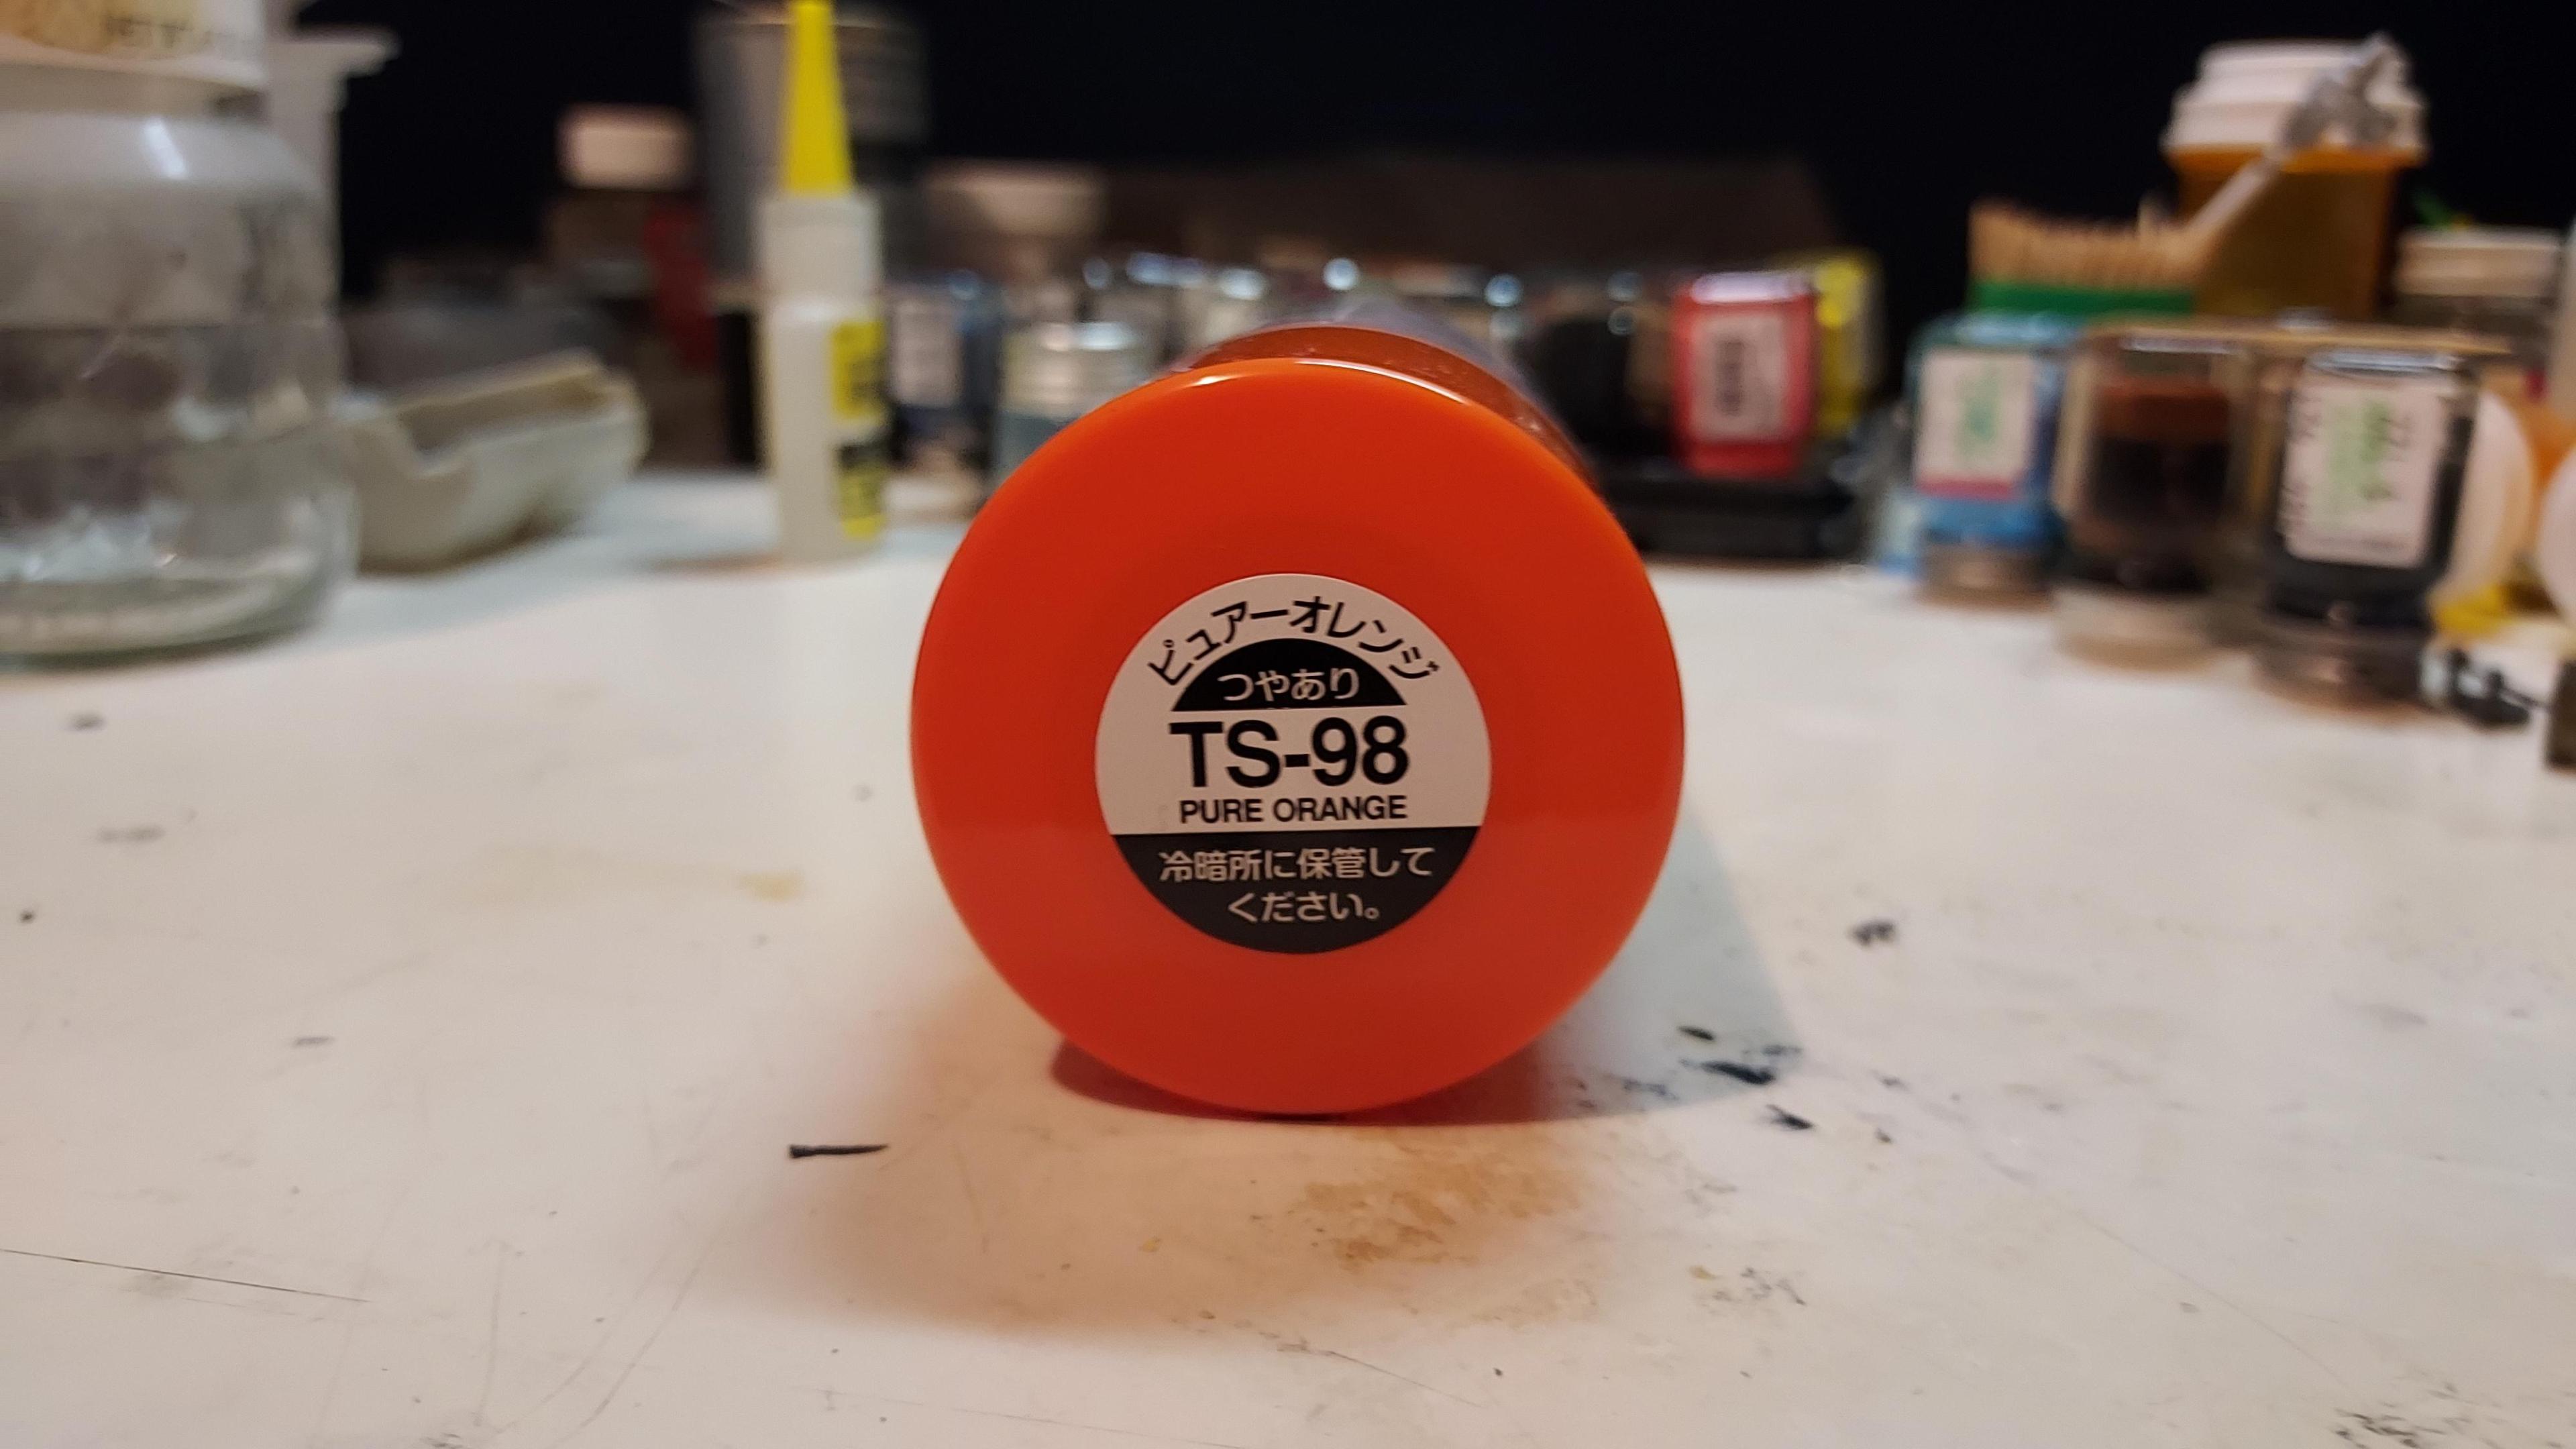 ピュアーオレンジ
つやあり
TS-98
PURE ORANGE
冷暗所に保管して
ください。